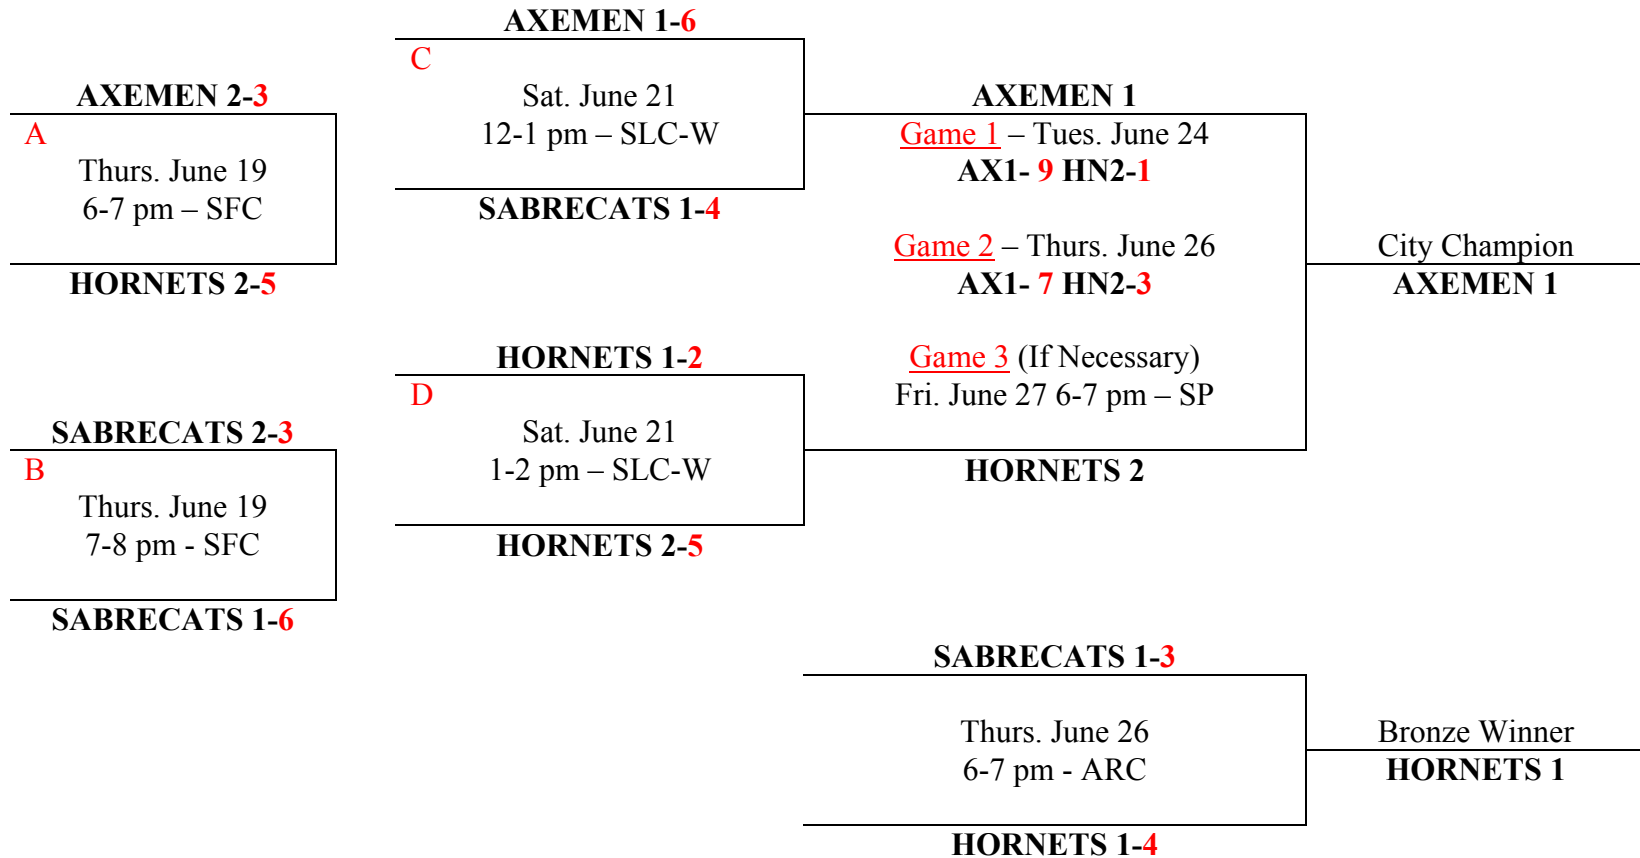 AXEMEN 2-3
A
Thurs. June 19
6-7 pm – SFC
HORNETS 2-5
SABRECATS 2-3
B
Thurs. June 19
7-8 pm - SFC
SABRECATS 1-6
AXEMEN 1-6
C
Sat. June 21
12-1 pm – SLC-W
SABRECATS 1-4
HORNETS 1-2
D
Sat. June 21
1-2 pm – SLC-W
HORNETS 2-5
AXEMEN 1
Game 1 – Tues. June 24
AX1- 9 HN2-1
Game 2 – Thurs. June 26
AX1- 7 HN2-3
Game 3 (If Necessary)
Fri. June 27 6-7 pm – SP
HORNETS 2
City Champion
AXEMEN 1
SABRECATS 1-3
Thurs. June 26
6-7 pm - ARC
HORNETS 1-4
Bronze Winner
HORNETS 1